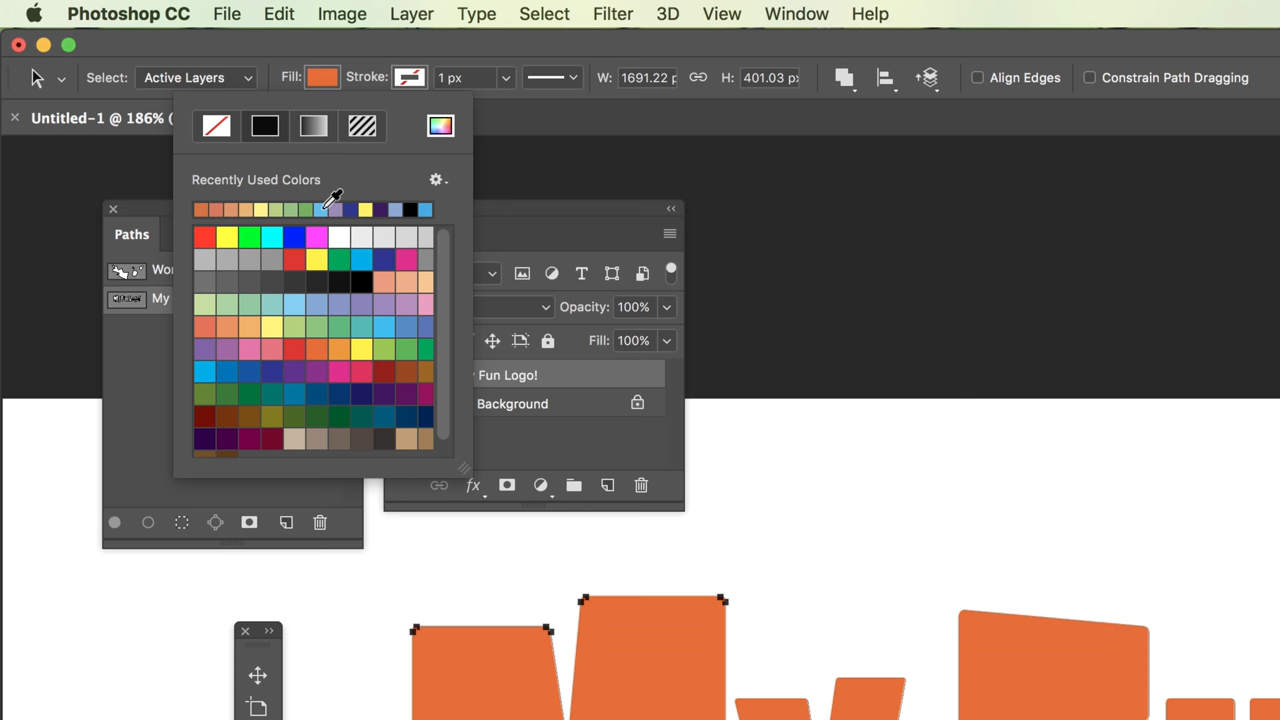 Photoshop CC File Edit Image Layer Type Select Filter 3D View Window Help
Select: Active Layers Fill: Stroke: 1 px W: 1691.22 p H: 401.03 px Align Edges Constrain Path Dragging
× Untitled-1 @ 186% (
Recently Used Colors
Paths
Wo
My
Opacity: 100%
Fill: 100%
Fun Logo!
Background